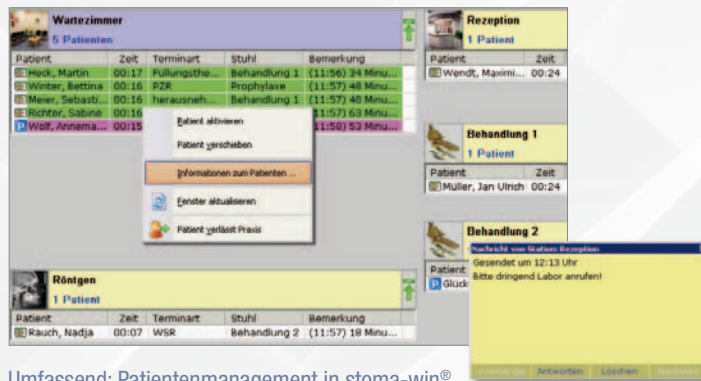 Wartezimmer
5 Patienten
Patient Zeit Terminart Stuhl Bemerkung
Heck, Martin 00:17 Füllungsthe... Behandlung 1 (11:56) 34 Minu...
Winter, Bettina 00:16 PZR Prophylaxe (11:57) 48 Minu...
Meier, Sebasti... 00:16 herausneh... Behandlung 1 (11:57) 40 Minu...
Richter, Sabine 00:16 11:57) 63 Minu...
Wolf, Annema... 00:15 11:58) 53 Minu...
Patient aktivieren
Patient verschieben
Informationen zum Patienten ...
Fenster aktualisieren
Patient verlässt Praxis
Röntgen
1 Patient
Patient Zeit Terminart Stuhl Bemerkung
Rauch, Nadja 00:07 WSR Behandlung 2 (11:57) 18 Minu...
Rezeption
1 Patient
Patient Zeit
Wendt, Maximi... 00:24
Behandlung 1
1 Patient
Patient Zeit
Müller, Jan Ulrich 00:24
Behandlung 2
Patient
Glück
Nachricht von Station: Rezeption
Gesendet um 12:13 Uhr
Bitte dringend Labor anrufen!
Antworten Löschen
Umfassend: Patientenmanagement in stoma-win®